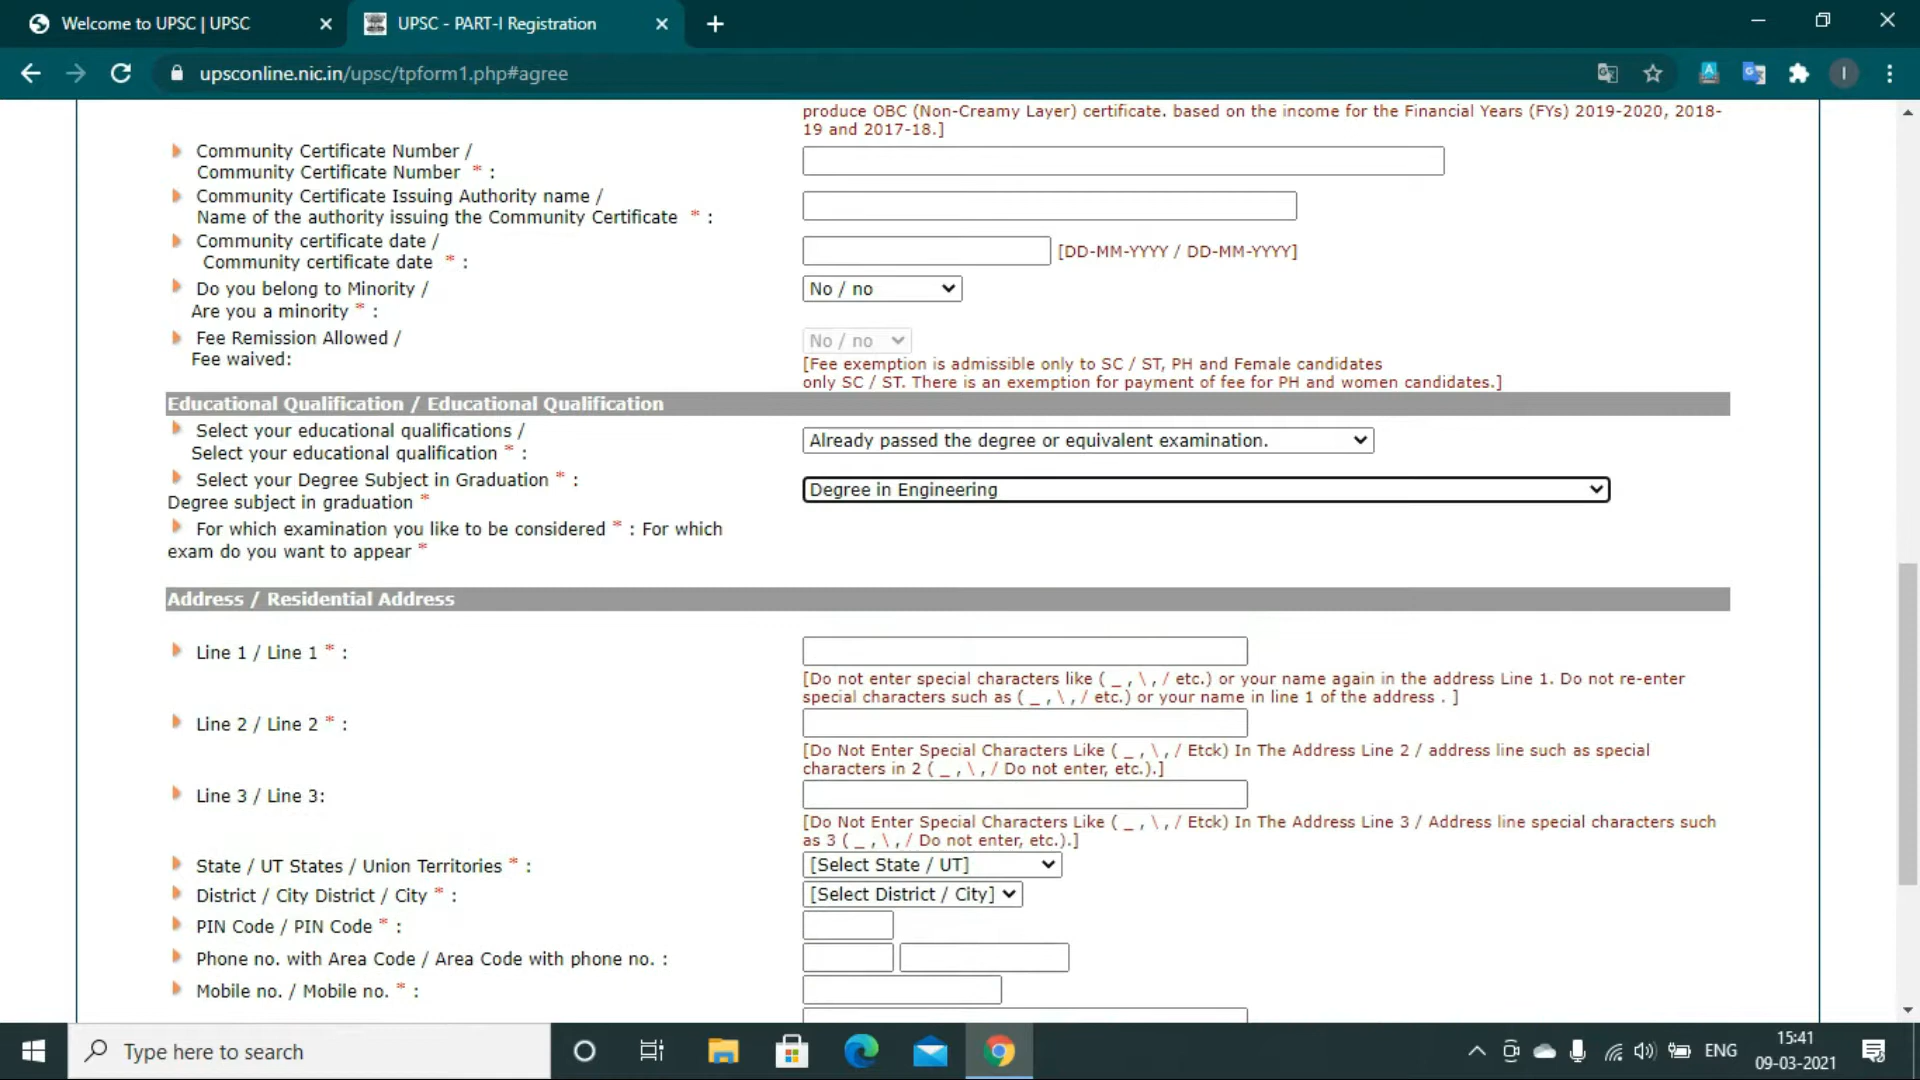 Welcome to UPSC | UPSC
UPSC - PART-I Registration
upsconline.nic.in/upsc/tpform1.php#agree
I
produce OBC (Non-Creamy Layer) certificate. based on the income for the Financial Years (FYs) 2019-2020, 2018-
19 and 2017-18.]
Community Certificate Number /
Community Certificate Number * :
Community Certificate Issuing Authority name /
Name of the authority issuing the Community Certificate * :
Community certificate date /
Community certificate date * :
[DD-MM-YYYY / DD-MM-YYYY]
Do you belong to Minority /
Are you a minority * :
No / no
Fee Remission Allowed /
Fee waived:
No / no
[Fee exemption is admissible only to SC / ST, PH and Female candidates
only SC / ST. There is an exemption for payment of fee for PH and women candidates.]
Educational Qualification / Educational Qualification
Select your educational qualifications /
Select your educational qualification * :
Already passed the degree or equivalent examination.
Select your Degree Subject in Graduation * :
Degree subject in graduation *
Degree in Engineering
For which examination you like to be considered * : For which
exam do you want to appear *
Address / Residential Address
Line 1 / Line 1 * :
[Do not enter special characters like ( _ , \ , / etc.) or your name again in the address Line 1. Do not re-enter
special characters such as ( _ , \ , / etc.) or your name in line 1 of the address . ]
Line 2 / Line 2 * :
[Do Not Enter Special Characters Like ( _ , \ , / Etck) In The Address Line 2 / address line such as special
characters in 2 ( _ , \ , / Do not enter, etc.).]
Line 3 / Line 3:
[Do Not Enter Special Characters Like ( _ , \ , / Etck) In The Address Line 3 / Address line special characters such
as 3 ( _ , \ , / Do not enter, etc.).]
State / UT States / Union Territories * :
[Select State / UT]
District / City District / City * :
[Select District / City]
PIN Code / PIN Code * :
Phone no. with Area Code / Area Code with phone no. :
Mobile no. / Mobile no. * :
Type here to search
ENG
15:41
09-03-2021